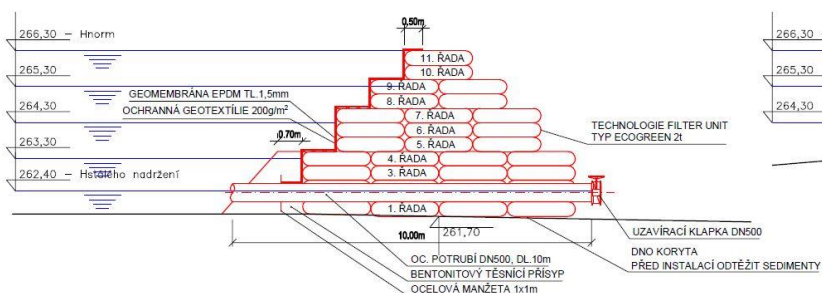 0.50m
266,30 - Hnorm
265,30
264,30
263,30
262,40 - Hstálého nadržení
GEOMEMBRÁNA EPDM TL.1,5mm
OCHRANNÁ GEOTEXTÍLIE 200g/m²
0.70m
11. ŘADA
10. ŘADA
9. ŘADA
8. ŘADA
7. ŘADA
6. ŘADA
5. ŘADA
4. ŘADA
3. ŘADA
1. ŘADA
TECHNOLOGIE FILTER UNIT
TYP ECOGREEN 2t
261,70
10.00m
UZAVÍRACÍ KLAPKA DN500
DNO KORYTA
PŘED INSTALACÍ ODTĚŽIT SEDIMENTY
OC. POTRUBÍ DN500, DL.10m
BENTONITOVÝ TĚSNÍCÍ PŘÍSYP
OCELOVÁ MANŽETA 1x1m
266,30
265,30
264,30